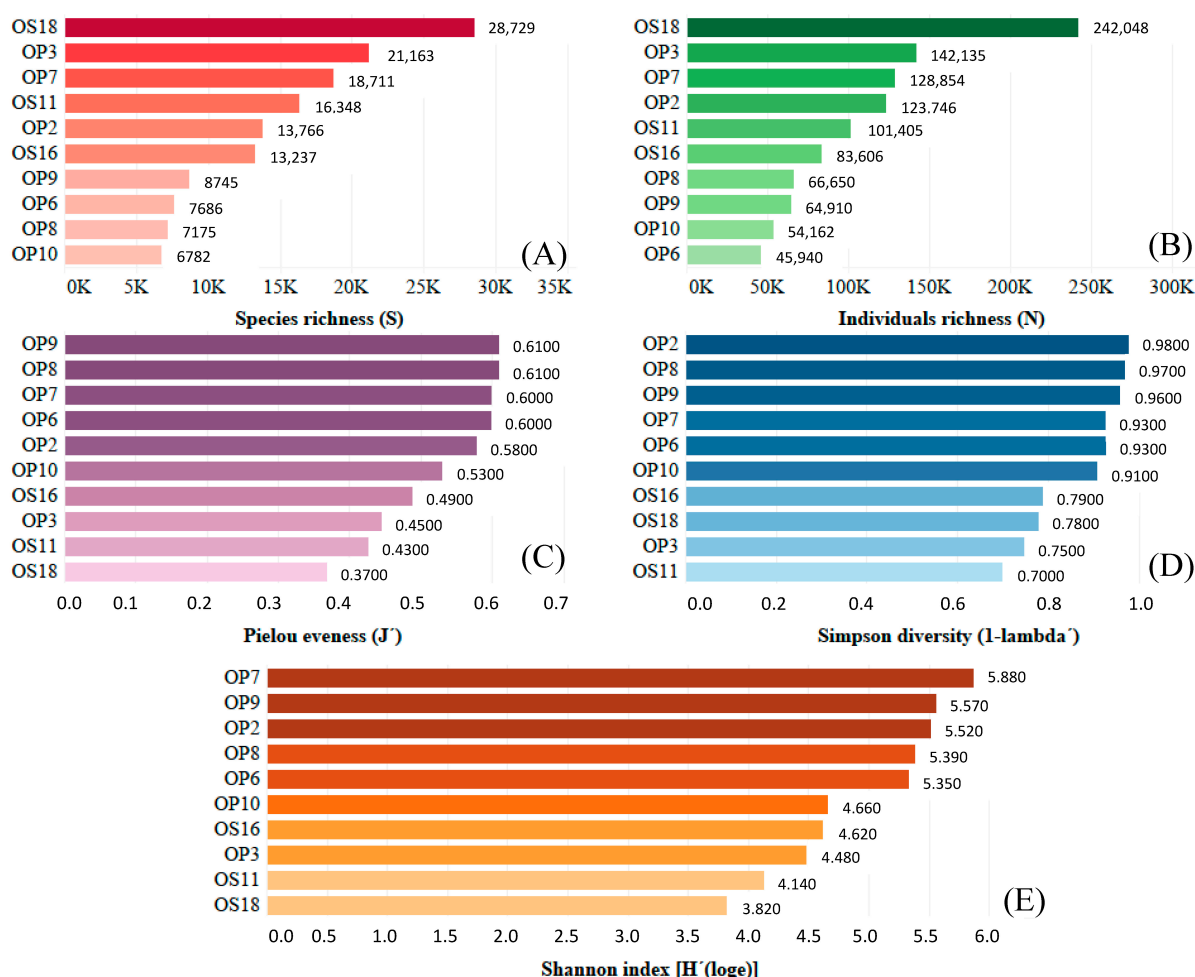 OS18 28,729
OP3 21,163
OP7 18,711
OS11 16.348
OP2 13,766
OS16 13,237
OP9 8745
OP6 7686
OP8 7175
OP10 6782
(A)
0K 5K 10K 15K 20K 25K 30K 35K
Species richness (S)
OS18 242,048
OP3 142,135
OP7 128,854
OP2 123.746
OS11 101,405
OS16 83,606
OP8 66,650
OP9 64,910
OP10 54,162
OP6 45,940
(B)
0K 50K 100K 150K 200K 250K 300K
Individuals richness (N)
OP9 0.6100
OP8 0.6100
OP7 0.6000
OP6 0.6000
OP2 0.5800
OP10 0.5300
OS16 0.4900
OP3 0.4500
OS11 0.4300
OS18 0.3700
(C)
0.0 0.1 0.2 0.3 0.4 0.5 0.6 0.7
Pielou eveness (J´)
OP2 0.9800
OP8 0.9700
OP9 0.9600
OP7 0.9300
OP6 0.9300
OP10 0.9100
OS16 0.7900
OS18 0.7800
OP3 0.7500
OS11 0.7000
(D)
0.0 0.2 0.4 0.6 0.8 1.0
Simpson diversity (1-lambda´)
OP7 5.880
OP9 5.570
OP2 5.520
OP8 5.390
OP6 5.350
OP10 4.660
OS16 4.620
OP3 4.480
OS11 4.140
OS18 3.820
(E)
0.0 0.5 1.0 1.5 2.0 2.5 3.0 3.5 4.0 4.5 5.0 5.5 6.0
Shannon index [H´(loge)]